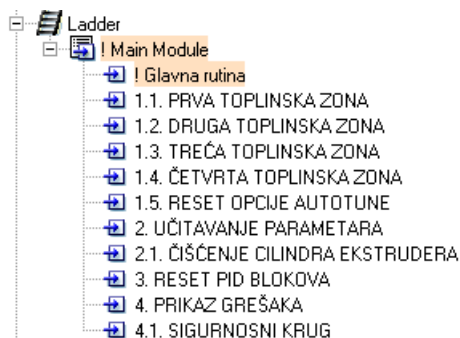 Ladder
! Main Module
! Glavna rutina
1.1. PRVA TOPLINSKA ZONA
1.2. DRUGA TOPLINSKA ZONA
1.3. TREĆA TOPLINSKA ZONA
1.4. ČETVRTA TOPLINSKA ZONA
1.5. RESET OPCIJE AUTOTUNE
2. UČITAVANJE PARAMETARA
2.1. ČIŠĆENJE CILINDRA EKSTRUDERA
3. RESET PID BLOKOVA
4. PRIKAZ GREŠAKA
4.1. SIGURNOSNI KRUG